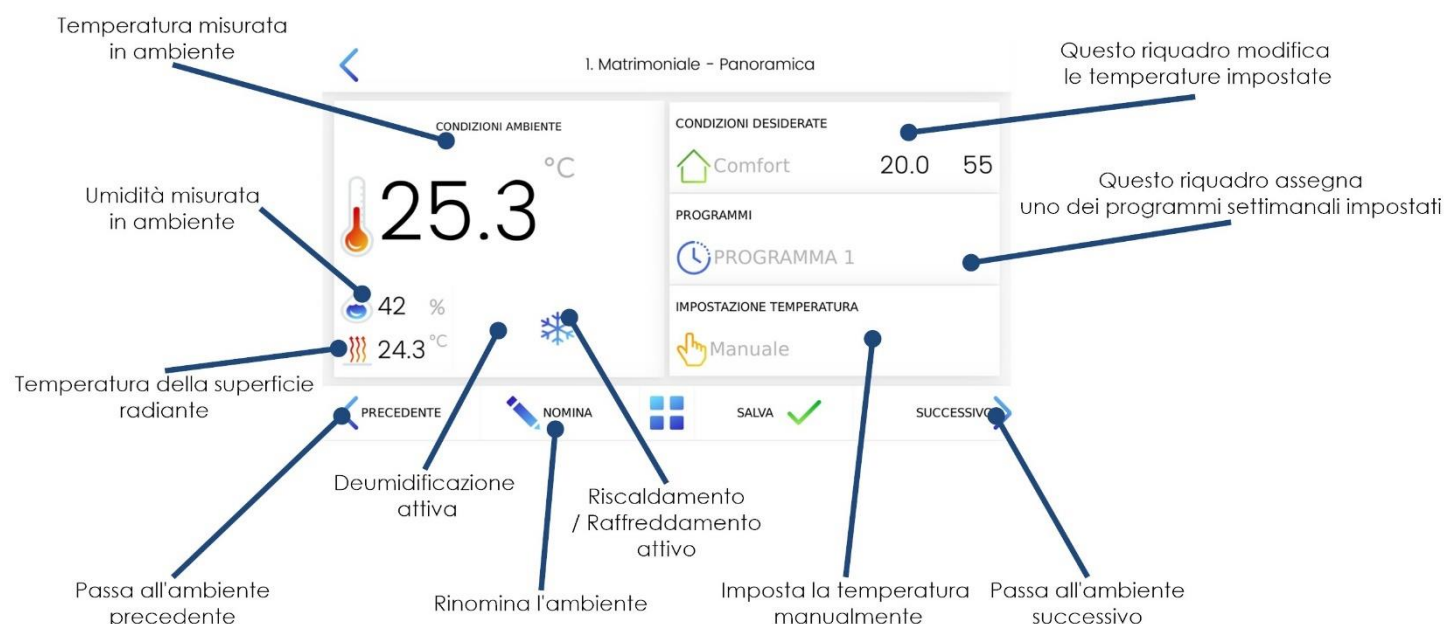 Temperatura misurata
in ambiente
1. Matrimoniale - Panoramica
Questo riquadro modifica
le temperature impostate
CONDIZIONI AMBIENTE
°C
25.3
CONDIZIONI DESIDERATE
Comfort 20.0 55
Umidità misurata
in ambiente
Questo riquadro assegna
uno dei programmi settimanali impostati
PROGRAMMI
PROGRAMMA 1
42 %
24.3 °C
IMPOSTAZIONE TEMPERATURA
Manuale
Temperatura della superficie
radiante
PRECEDENTE
NOMINA
SALVA
SUCCESSIVO
Deumidificazione
attiva
Riscaldamento
/ Raffreddamento
attivo
Passa all'ambiente
precedente
Rinomina l'ambiente
Imposta la temperatura
manualmente
Passa all'ambiente
successivo